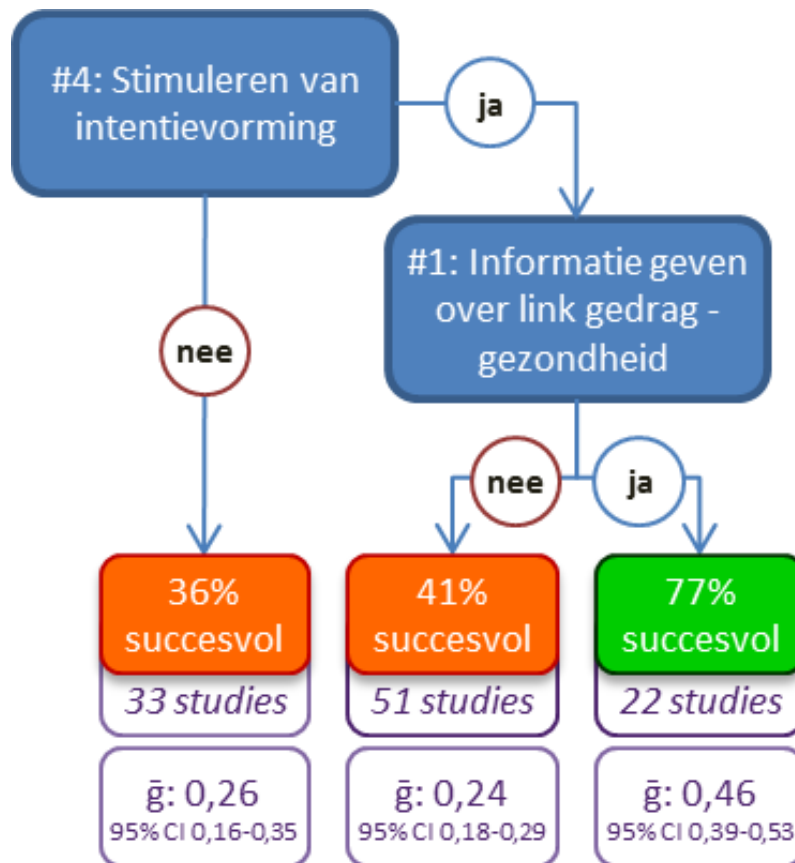 #4: Stimuleren van
intentievorming
ja
#1: Informatie geven
over link gedrag -
gezondheid
nee
nee
ja
36%
succesvol
33 studies
ḡ: 0,26
95% CI 0,16-0,35
41%
succesvol
51 studies
ḡ: 0,24
95% CI 0,18-0,29
77%
succesvol
22 studies
ḡ: 0,46
95% CI 0,39-0,53